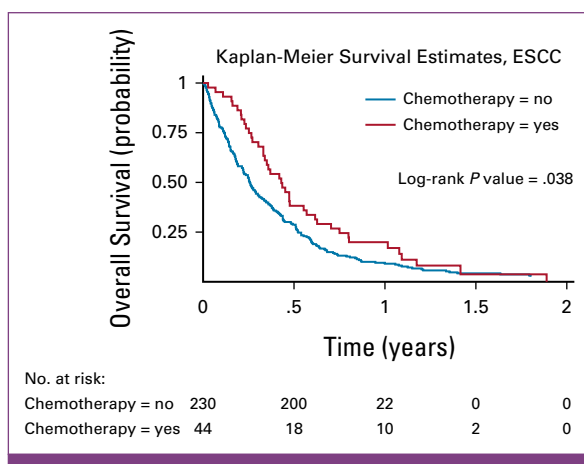 Kaplan-Meier Survival Estimates, ESCC
Overall Survival (probability)
1
0.75
0.50
0.25
Chemotherapy = no
Chemotherapy = yes
Log-rank P value = .038
0 .5 1 1.5 2
Time (years)
No. at risk:
Chemotherapy = no 230 200 22 0 0
Chemotherapy = yes 44 18 10 2 0